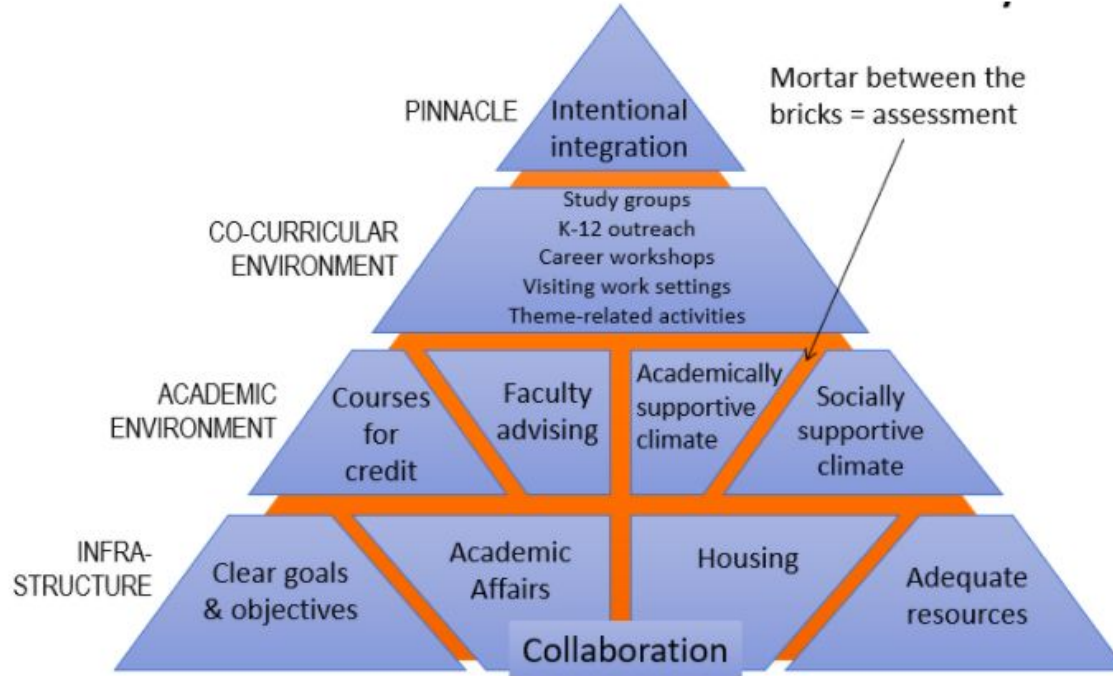 Mortar between the
bricks = assessment
PINNACLE
Intentional
integration
CO-CURRICULAR
ENVIRONMENT
Study groups
K-12 outreach
Career workshops
Visiting work settings
Theme-related activities
ACADEMIC
ENVIRONMENT
Courses
for
credit
Faculty
advising
Academically
supportive
climate
Socially
supportive
climate
INFRA-
STRUCTURE
Clear goals
& objectives
Academic
Affairs
Housing
Adequate
resources
Collaboration